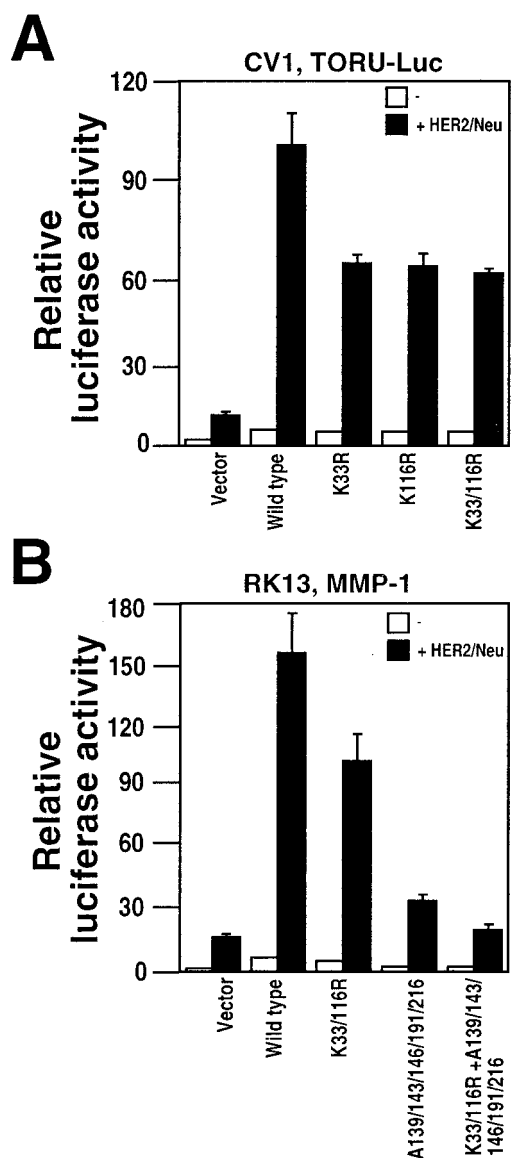 A
CV1, TORU-Luc
Relative
luciferase activity
120
90
60
30
0
-
+ HER2/Neu
Vector
Wild type
K33R
K116R
K33/116R
B
RK13, MMP-1
Relative
luciferase activity
180
150
120
90
60
30
0
-
+ HER2/Neu
Vector
Wild type
K33/116R
A139/143/146/191/216
K33/116R +A139/143/
146/191/216